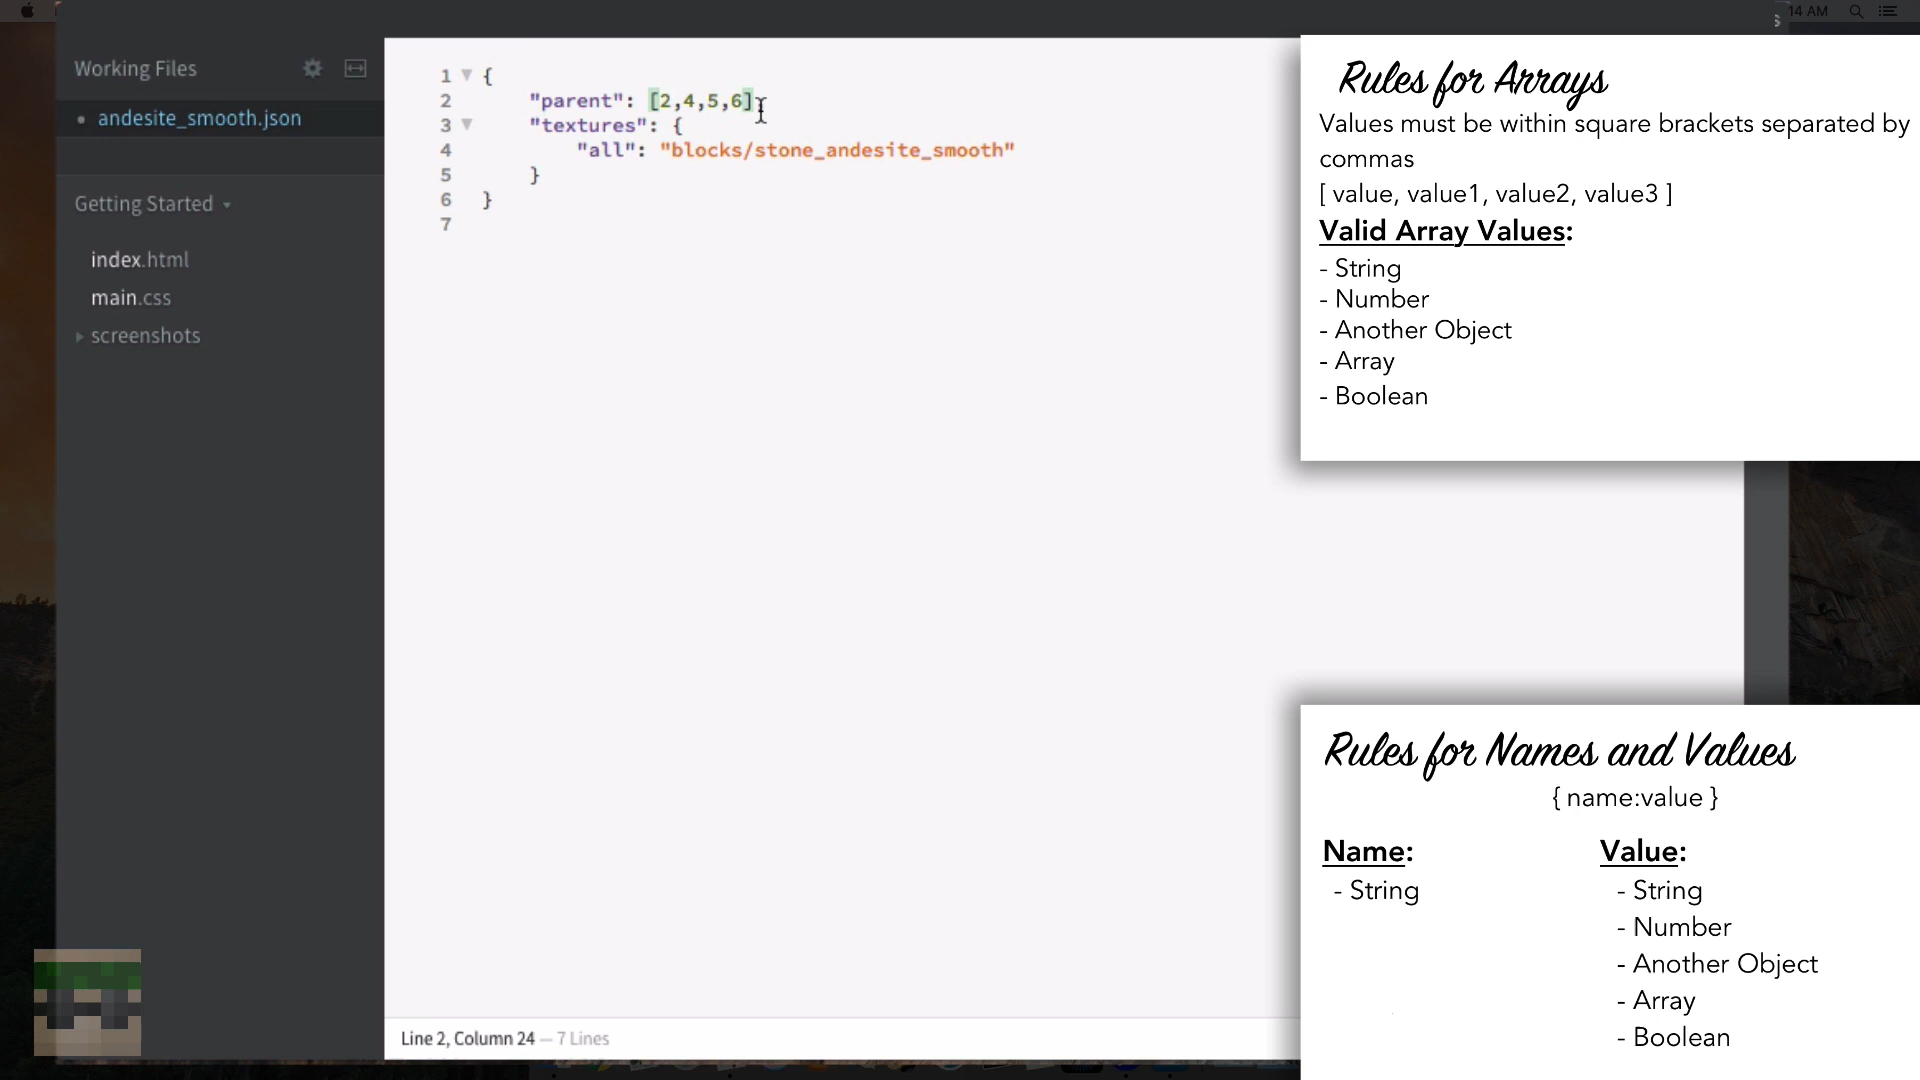 s
14 AM
Working Files
andesite_smooth.json
Getting Started
index.html
main.css
screenshots
1 {
2 "parent": [2,4,5,6]
3 "textures": {
4 "all": "blocks/stone_andesite_smooth"
5 }
6 }
7
Line 2, Column 24 — 7 Lines
Rules for Arrays
Values must be within square brackets separated by
commas
[ value, value1, value2, value3 ]
Valid Array Values:
- String
- Number
- Another Object
- Array
- Boolean
Rules for Names and Values
{ name:value }
Name:
- String
Value:
- String
- Number
- Another Object
- Array
- Boolean